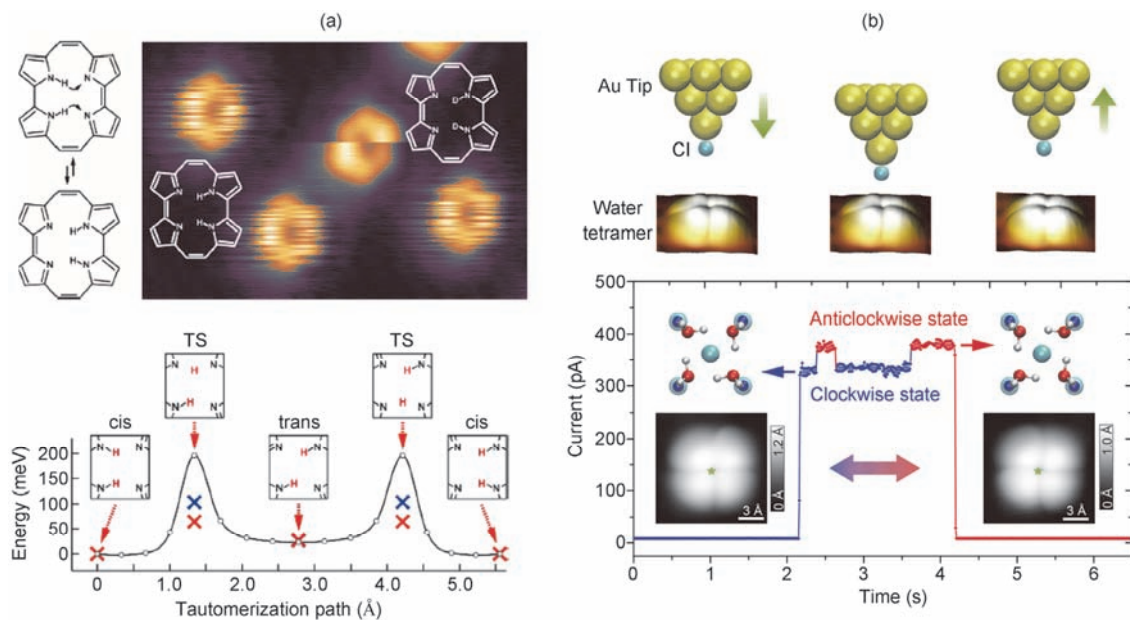 (a)
N
H
N
H
N
N
N
H
N
H
N
N
N
N
D
D
N
N
N
H
H
N
N
N
TS
TS
N N
H
H
N N
N H N
H
N N
cis
trans
cis
N H N
N H N
N H N
N H N
N H N
N H N
Energy (meV)
200
150
100
50
0
0
1.0
2.0
3.0
4.0
5.0
Tautomerization path (Å)
(b)
Au Tip
Cl
Water
tetramer
500
400
300
200
100
0
Current (pA)
Anticlockwise state
Clockwise state
0 Å 1.2 Å
3 Å
0 Å 1.0 Å
3 Å
0
1
2
3
4
5
6
Time (s)